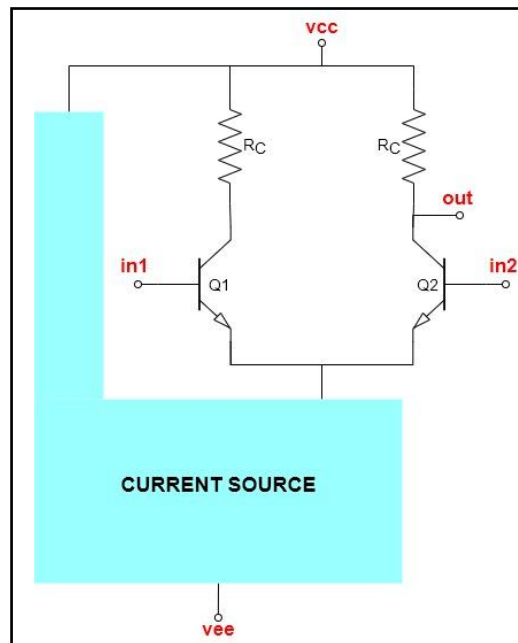 vcc
RC
RC
out
in1
Q1
Q2
in2
CURRENT SOURCE
vee